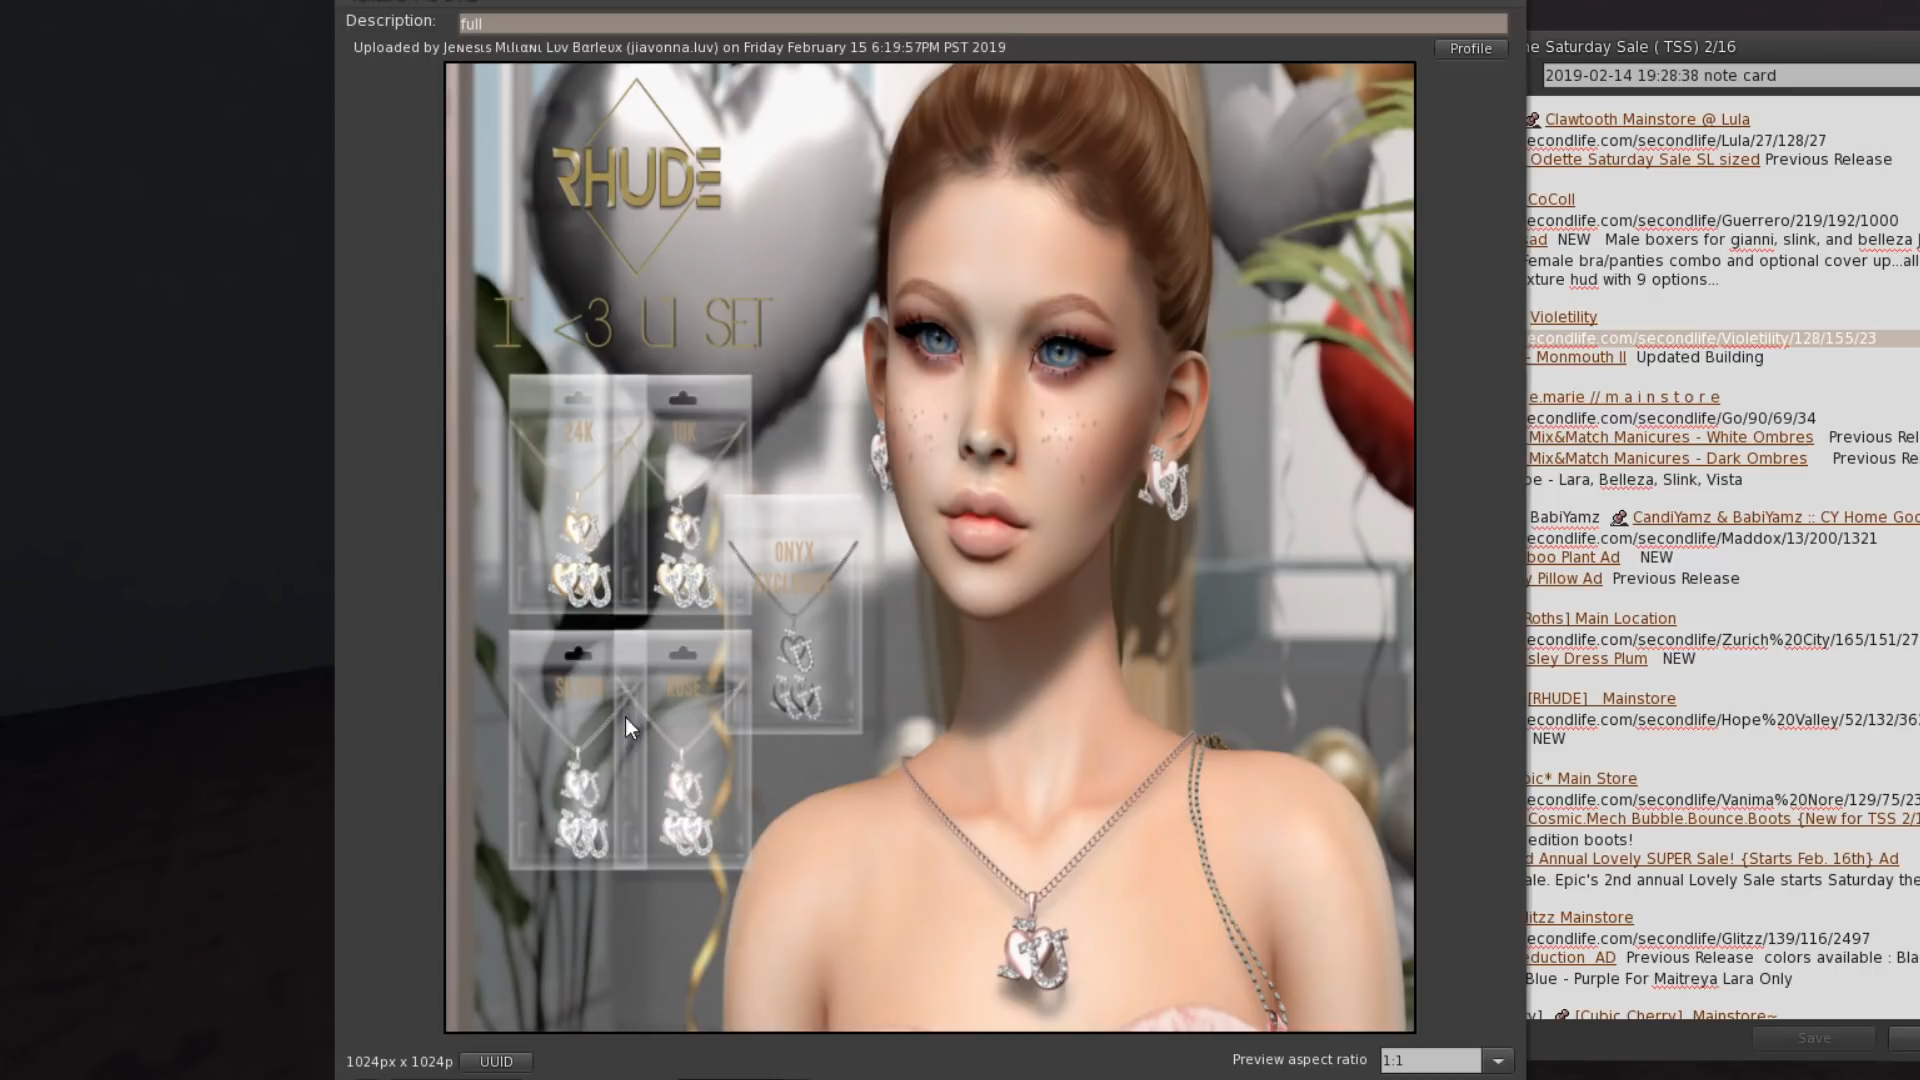 Description:
full
Uploaded by Jeɴesιs Mιlιαɴι Lυv Bαrleυx (jiavonna.luv) on Friday February 15 6:19:57PM PST 2019
Profile
RHUDE
I <3 U SET
24K
10K
ONYX
EXCLUSIVE
SILVER
ROSE
1024px x 1024p
UUID
Preview aspect ratio
1:1
e Saturday Sale ( TSS) 2/16
2019-02-14 19:28:38 note card
Clawtooth Mainstore @ Lula
econdlife.com/secondlife/Lula/27/128/27
Odette Saturday Sale SL sized Previous Release
CoColl
econdlife.com/secondlife/Guerrero/219/192/1000
ad NEW Male boxers for gianni, slink, and belleza
emale bra/panties combo and optional cover up...all
xture hud with 9 options...
Violetility
econdlife.com/secondlife/Violetility/128/155/23
- Monmouth II Updated Building
e.marie // m a i n s t o r e
econdlife.com/secondlife/Go/90/69/34
Mix&Match Manicures - White Ombres Previous Rel
Mix&Match Manicures - Dark Ombres Previous Re
pe - Lara, Belleza, Slink, Vista
BabiYamz CandiYamz & BabiYamz :: CY Home Goo
econdlife.com/secondlife/Maddox/13/200/1321
boo Plant Ad NEW
y Pillow Ad Previous Release
Roths] Main Location
econdlife.com/secondlife/Zurich%20City/165/151/27
sley Dress Plum NEW
[RHUDE] Mainstore
econdlife.com/secondlife/Hope%20Valley/52/132/36
NEW
pic* Main Store
econdlife.com/secondlife/Vanima%20Nore/129/75/23
Cosmic.Mech Bubble.Bounce.Boots {New for TSS 2/1
edition boots!
d Annual Lovely SUPER Sale! {Starts Feb. 16th} Ad
ale. Epic's 2nd annual Lovely Sale starts Saturday the
litzz Mainstore
econdlife.com/secondlife/Glitzz/139/116/2497
eduction AD Previous Release colors available : Bla
Blue - Purple For Maitreya Lara Only
y] [Cubic Cherry] Mainstore~
Save